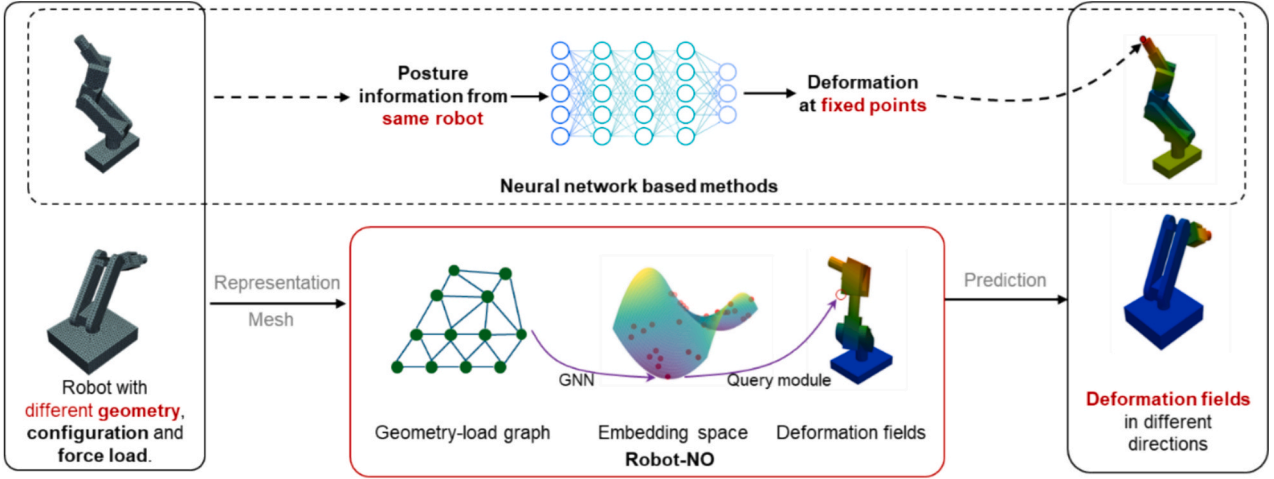 Posture
information from
same robot
Deformation
at fixed points
Neural network based methods
Representation
Mesh
Prediction
GNN
Query module
Robot with
different geometry,
configuration and
force load.
Geometry-load graph
Embedding space
Deformation fields
Robot-NO
Deformation fields
in different
directions